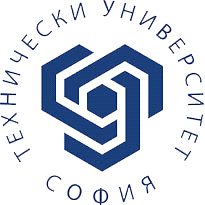 ТЕХНИЧЕСКИ УНИВЕРСИТЕТ
СОФИЯ